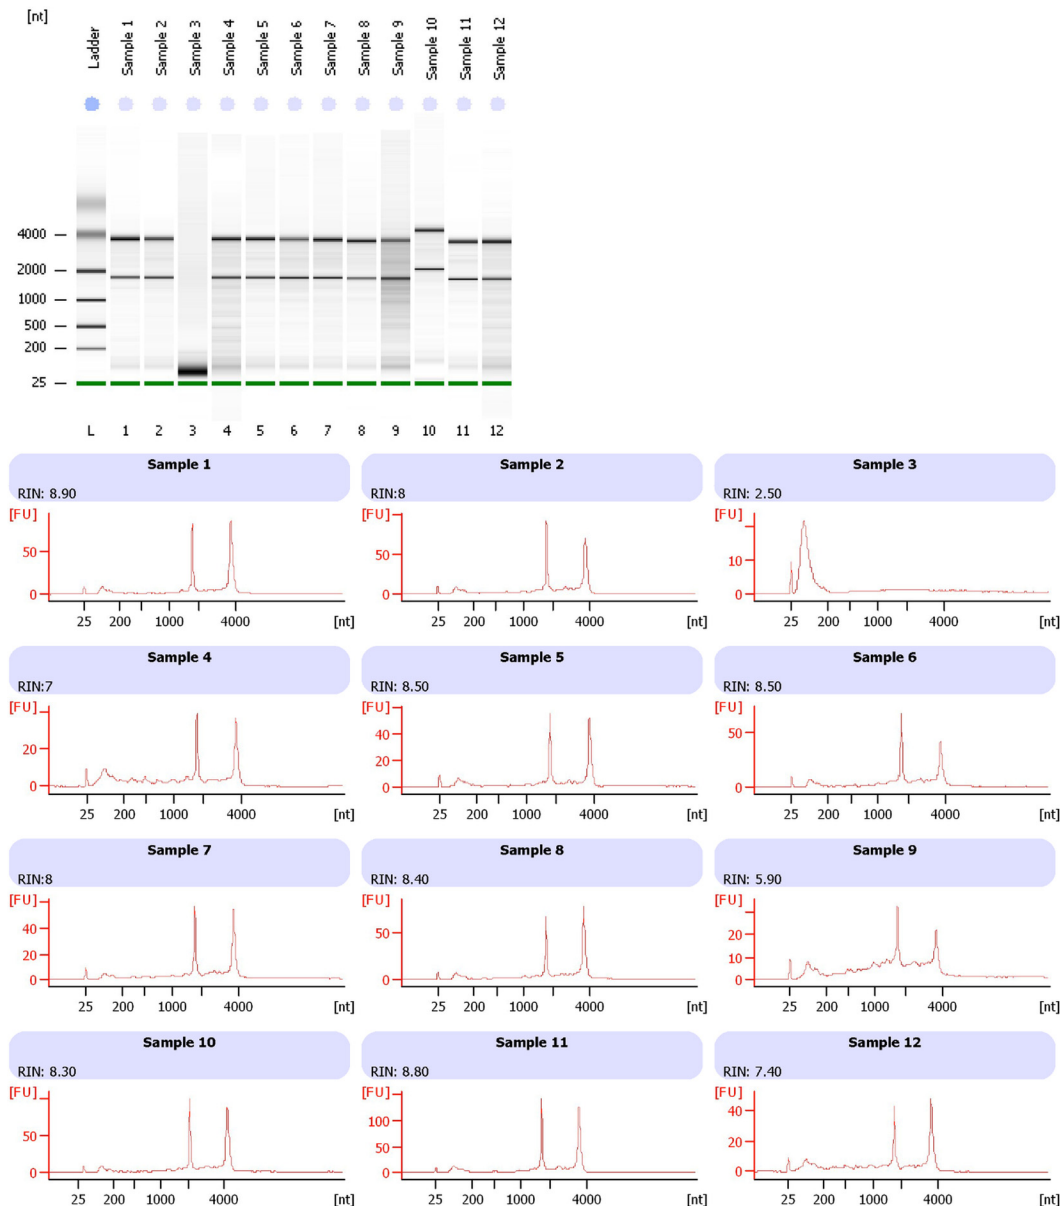 [nt]
Ladder
Sample 1
Sample 2
Sample 3
Sample 4
Sample 5
Sample 6
Sample 7
Sample 8
Sample 9
Sample 10
Sample 11
Sample 12
4000
2000
1000
500
200
25
L 1 2 3 4 5 6 7 8 9 10 11 12
Sample 1
RIN: 8.90
[FU]
50
0
25 200 1000 4000 [nt]
Sample 2
RIN:8
[FU]
50
0
25 200 1000 4000 [nt]
Sample 3
RIN: 2.50
[FU]
10
0
25 200 1000 4000 [nt]
Sample 4
RIN:7
[FU]
20
0
25 200 1000 4000 [nt]
Sample 5
RIN: 8.50
[FU]
60
40
20
0
25 200 1000 4000 [nt]
Sample 6
RIN: 8.50
[FU]
50
0
25 200 1000 4000 [nt]
Sample 7
RIN:8
[FU]
40
20
0
25 200 1000 4000 [nt]
Sample 8
RIN: 8.40
[FU]
50
0
25 200 1000 4000 [nt]
Sample 9
RIN: 5.90
[FU]
20
10
0
25 200 1000 4000 [nt]
Sample 10
RIN: 8.30
[FU]
50
0
25 200 1000 4000 [nt]
Sample 11
RIN: 8.80
[FU]
100
50
0
25 200 1000 4000 [nt]
Sample 12
RIN: 7.40
[FU]
40
20
0
25 200 1000 4000 [nt]